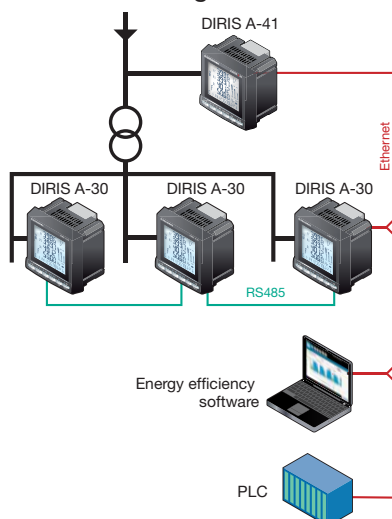 DIRIS A-41
Ethernet
DIRIS A-30
DIRIS A-30
DIRIS A-30
RS485
Energy efficiency
software
PLC